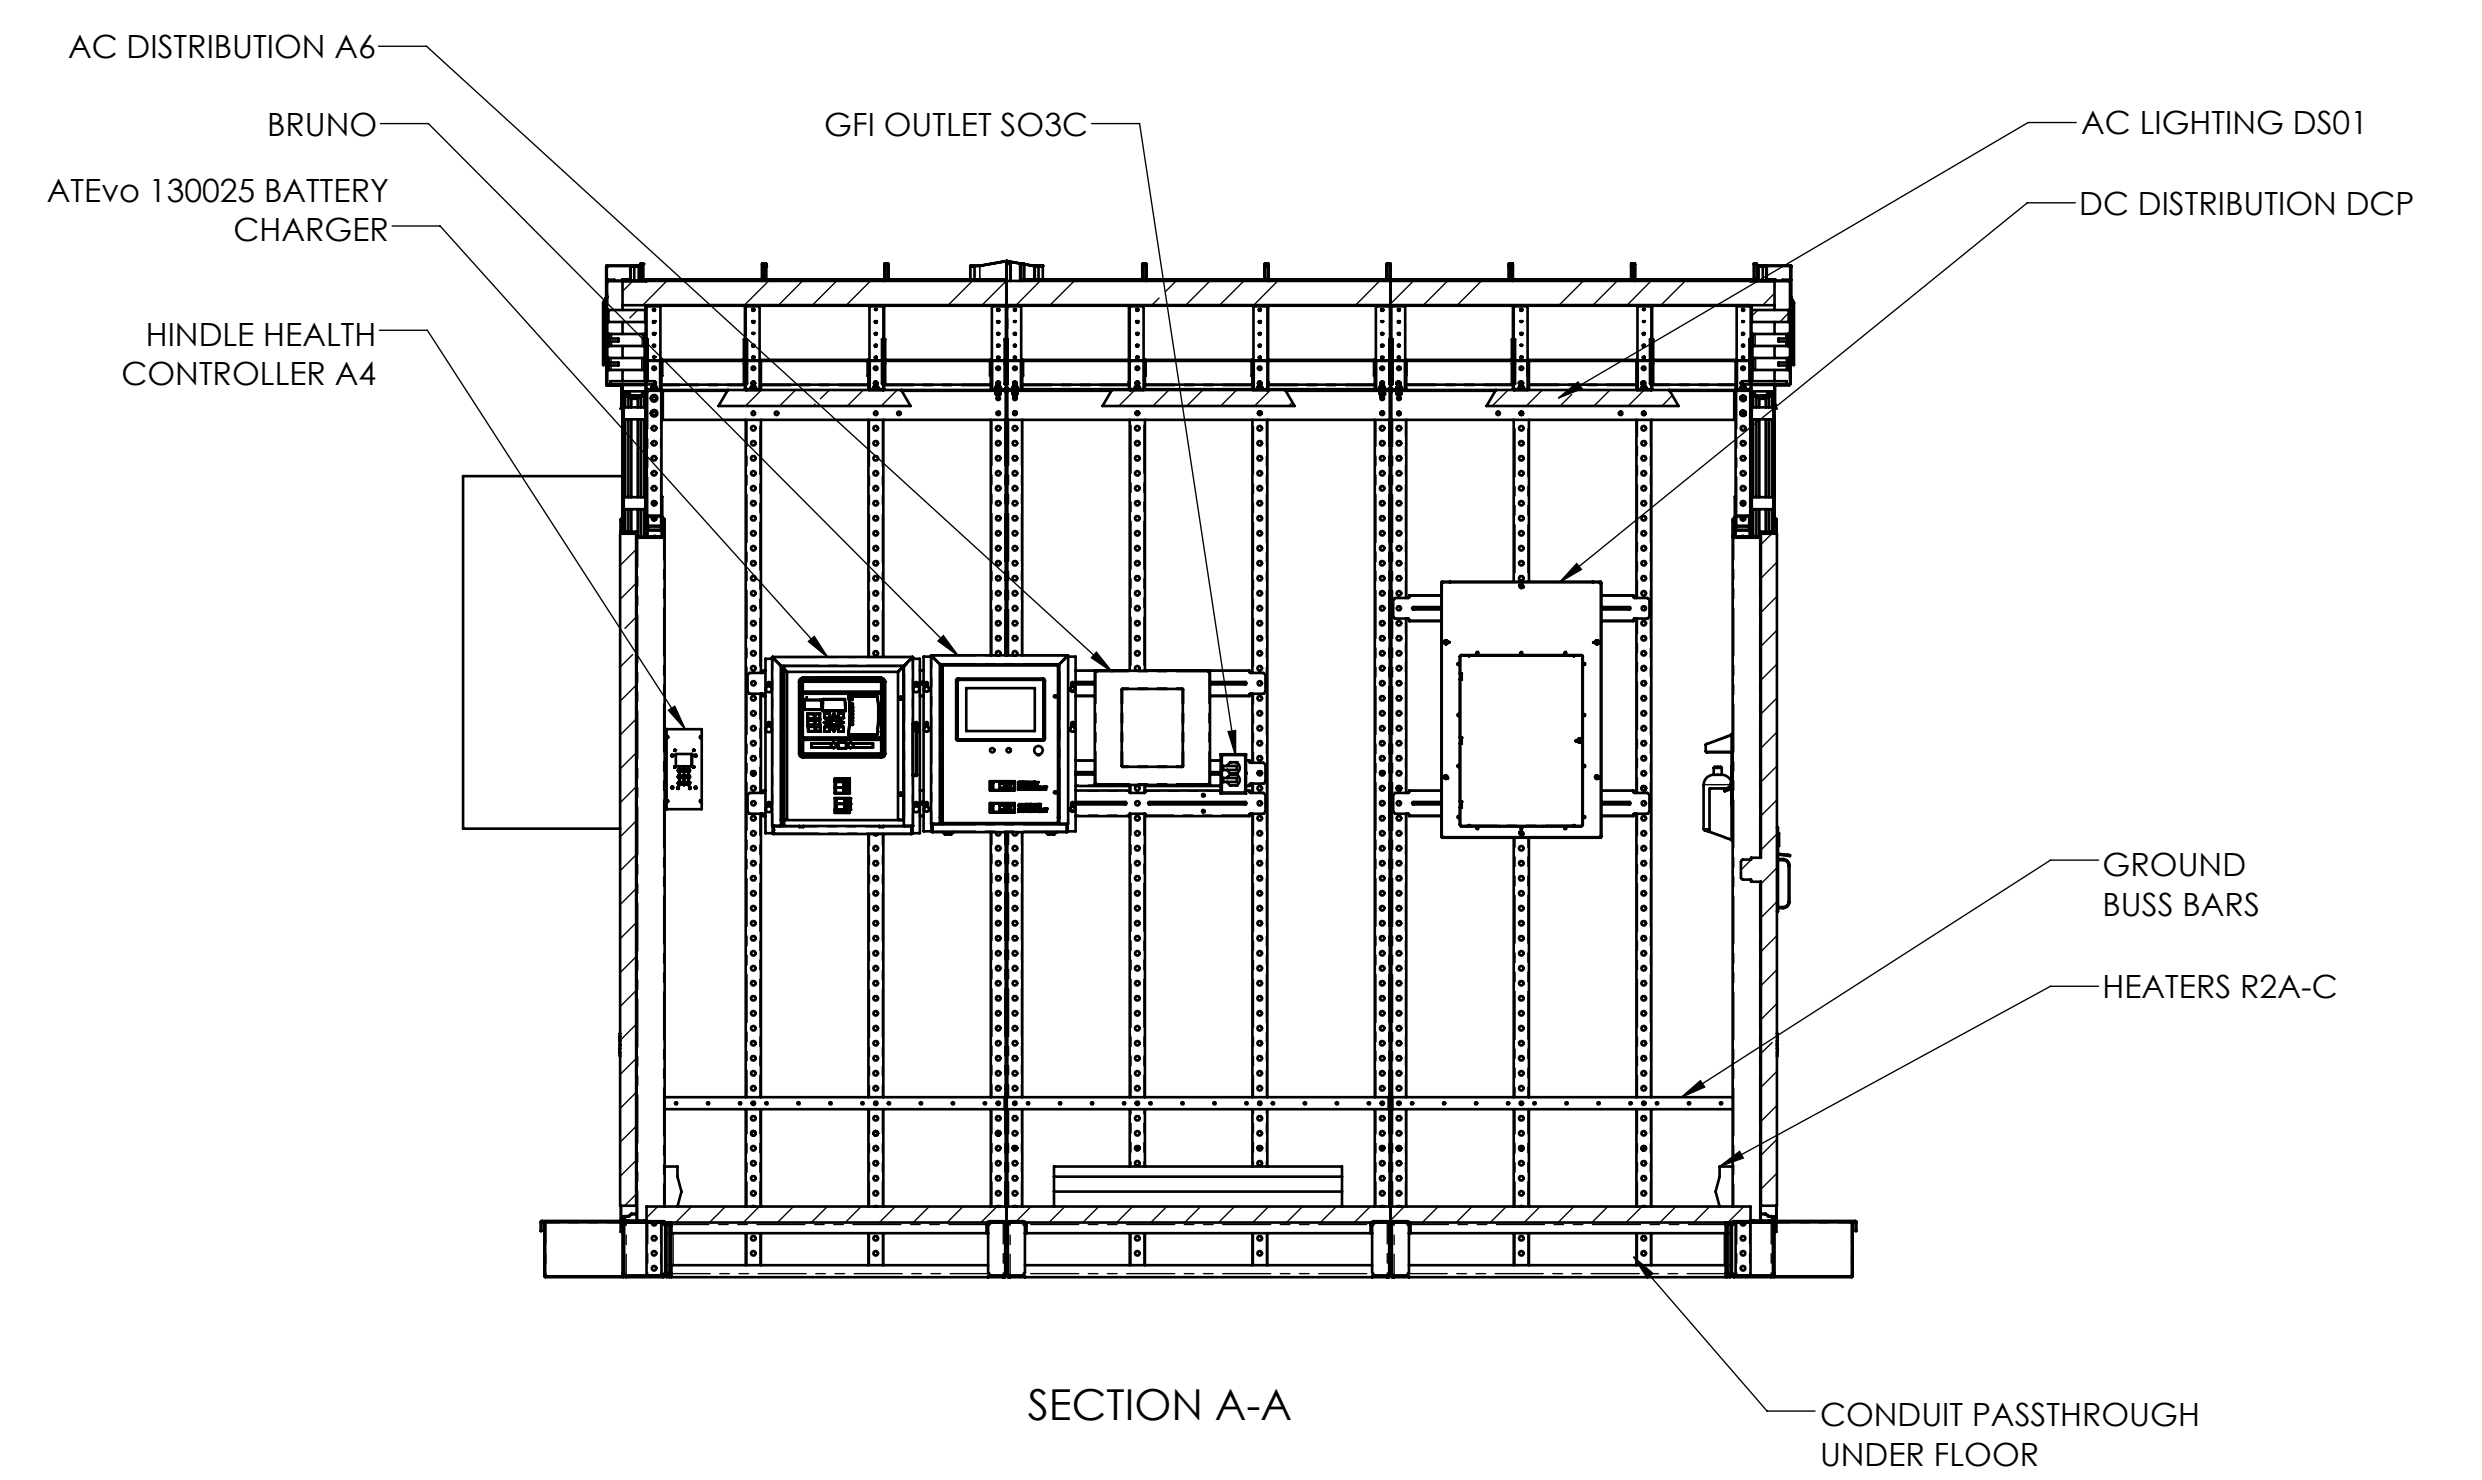 AC DISTRIBUTION A6
BRUNO
ATEvo 130025 BATTERY
CHARGER
HINDLE HEALTH
CONTROLLER A4
GFI OUTLET SO3C
AC LIGHTING DS01
DC DISTRIBUTION DCP
GROUND
BUSS BARS
HEATERS R2A-C
CONDUIT PASSTHROUGH
UNDER FLOOR
SECTION A-A